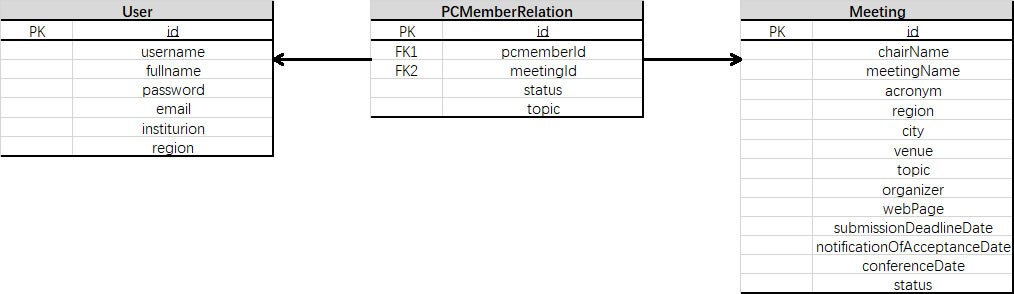 User
PK id
username
fullname
password
email
institurion
region
PCMemberRelation
PK id
FK1 pcmemberId
FK2 meetingId
status
topic
Meeting
PK id
chairName
meetingName
acronym
region
city
venue
topic
organizer
webPage
submissionDeadlineDate
notificationOfAcceptanceDate
conferenceDate
status